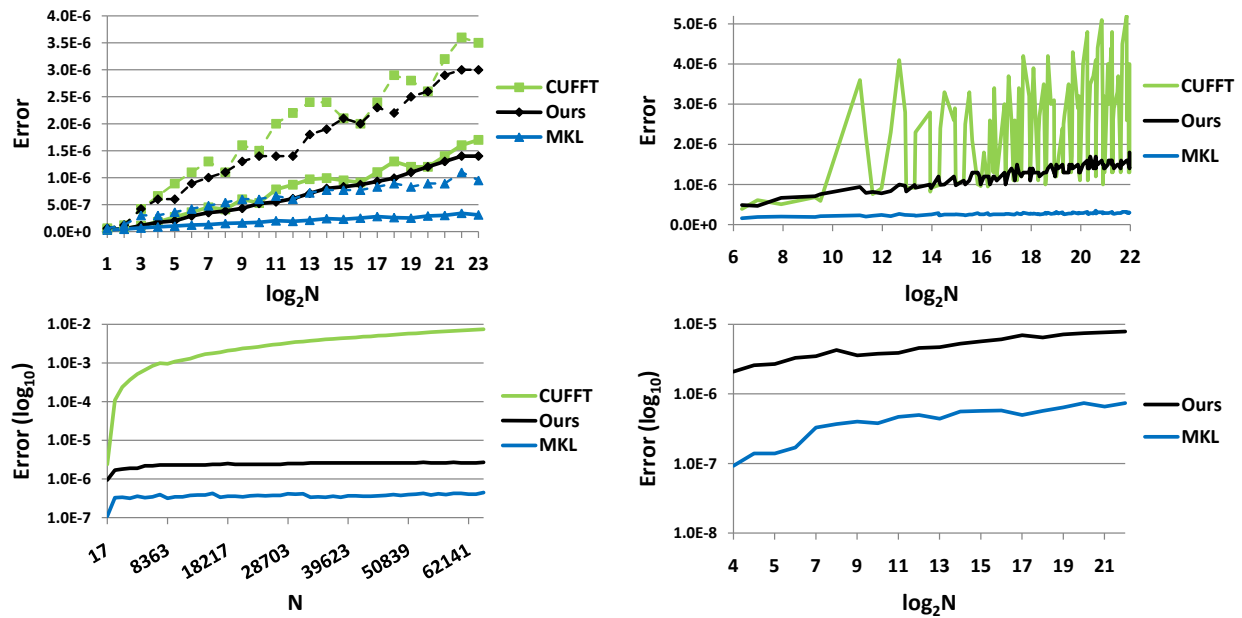 4.0E-6
3.5E-6
3.0E-6
2.5E-6
2.0E-6
1.5E-6
1.0E-6
5.0E-7
0.0E+0
Error
1 3 5 7 9 11 13 15 17 19 21 23
log₂N
CUFFT
Ours
MKL
5.0E-6
4.0E-6
3.0E-6
2.0E-6
1.0E-6
0.0E+0
Error
6 8 10 12 14 16 18 20 22
log₂N
CUFFT
Ours
MKL
1.0E-2
1.0E-3
1.0E-4
1.0E-5
1.0E-6
1.0E-7
Error (log₁₀)
17 8363 18217 28703 39623 50839 62141
N
CUFFT
Ours
MKL
1.0E-5
1.0E-6
1.0E-7
1.0E-8
Error (log₁₀)
4 5 7 9 11 13 15 17 19 21
log₂N
Ours
MKL